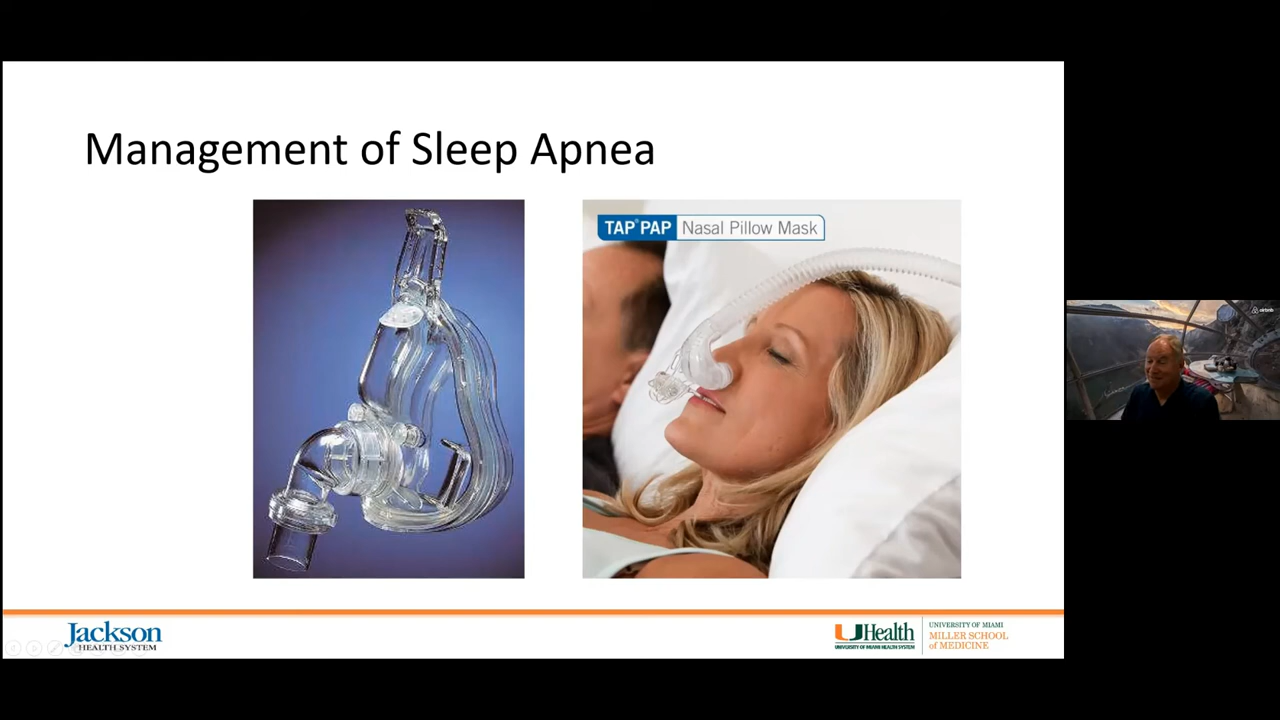 Management of Sleep Apnea
TAP® PAP Nasal Pillow Mask
airbnb
Jackson
HEALTH SYSTEM
UHealth
UNIVERSITY OF MIAMI HEALTH SYSTEM
UNIVERSITY OF MIAMI
MILLER SCHOOL
of MEDICINE